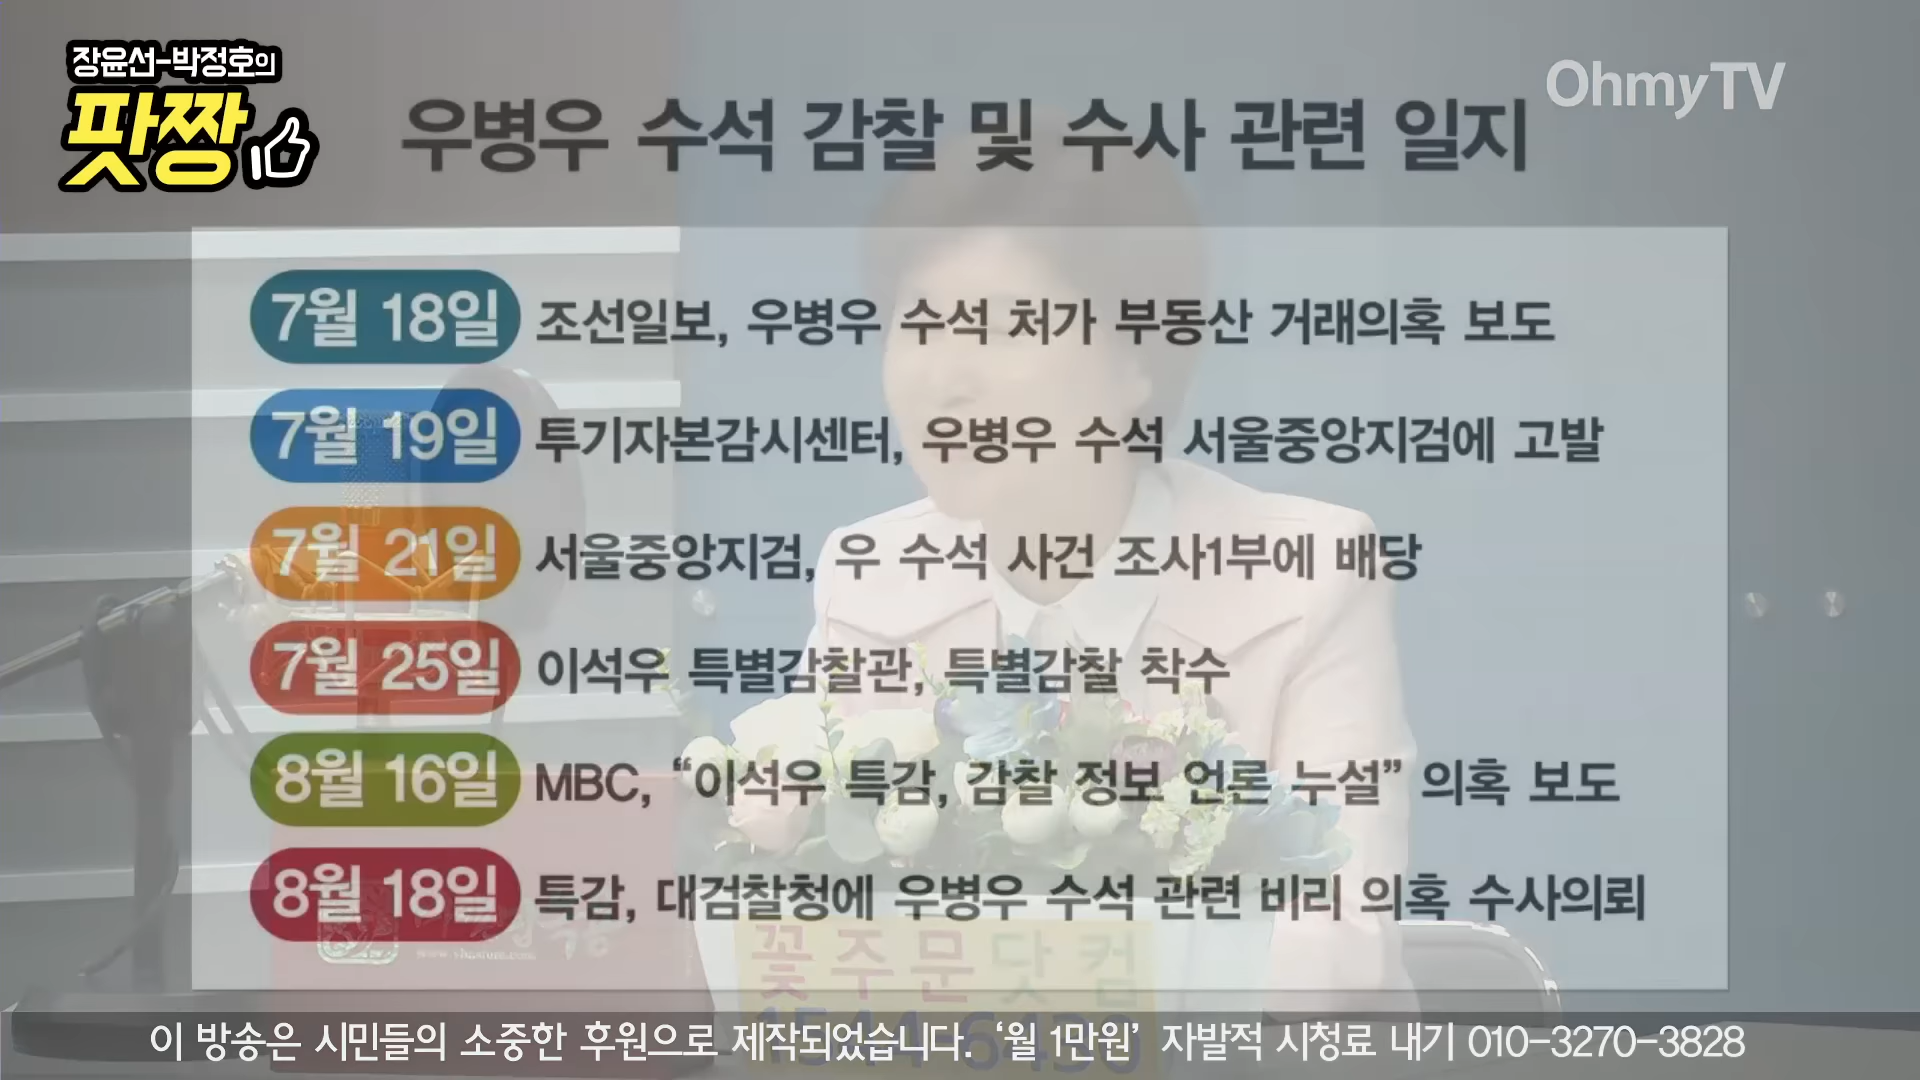 장윤선-박정호의
팟짱
OhmyTV
우병우 수석 감찰 및 수사 관련 일지
7월 18일 조선일보, 우병우 수석 처가 부동산 거래의혹 보도
7월 19일 투기자본감시센터, 우병우 수석 서울중앙지검에 고발
7월 21일 서울중앙지검, 우 수석 사건 조사1부에 배당
7월 25일 이석우 특별감찰관, 특별감찰 착수
8월 16일 MBC, “이석우 특감, 감찰 정보 언론 누설” 의혹 보도
8월 18일 특감, 대검찰청에 우병우 수석 관련 비리 의혹 수사의뢰
꽃주문닷컴
1544-6430
이 방송은 시민들의 소중한 후원으로 제작되었습니다. ‘월 1만원’ 자발적 시청료 내기 010-3270-3828